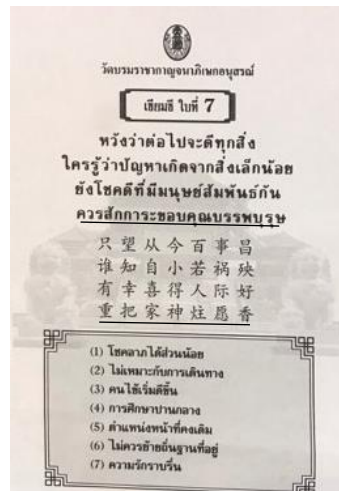 วัดบรมราชากาญจนาภิเษกอนุสรณ์
เซียมซี ใบที่ 7
หวังว่าต่อไปจะดีทุกสิ่ง
ใครรู้ว่าปัญหาเกิดจากสิ่งเล็กน้อย
ยังโชคดีที่มีมนุษย์สัมพันธ์กัน
ควรสักการะขอบคุณบรรพบุรุษ
只望从今百事昌
谁知自小若祸殃
有幸喜得人际好
重把家神炷愿香
(1) โชคลาภได้ส่วนน้อย
(2) ไม่เหมาะกับการเดินทาง
(3) คนไข้เริ่มดีขึ้น
(4) การศึกษาปานกลาง
(5) ตำแหน่งหน้าที่คงเดิม
(6) ไม่ควรย้ายถิ่นฐานที่อยู่
(7) ความรักราบรื่น